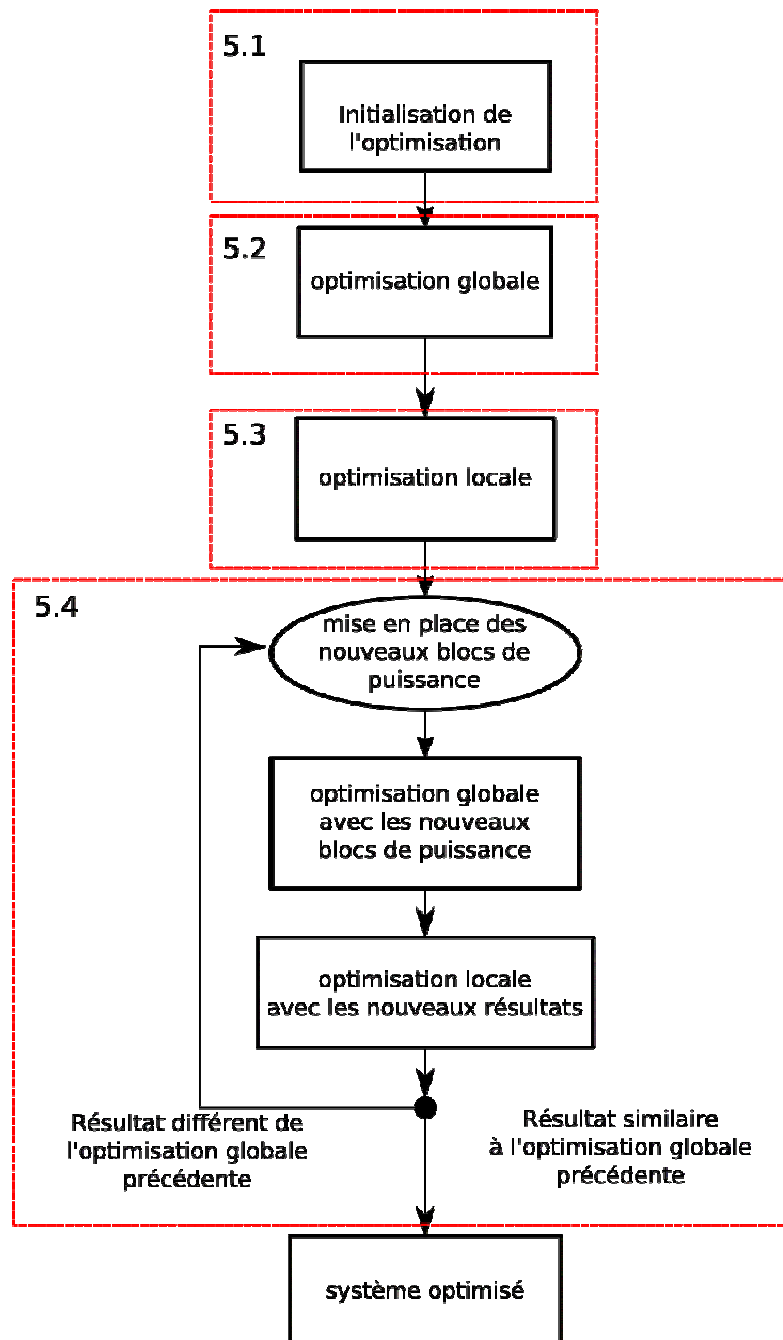 5.1
Initialisation de
l'optimisation
5.2
optimisation globale
5.3
optimisation locale
5.4
mise en place des
nouveaux blocs de
puissance
optimisation globale
avec les nouveaux
blocs de puissance
optimisation locale
avec les nouveaux résultats
Résultat différent de
l'optimisation globale
précédente
Résultat similaire
à l'optimisation globale
précédente
système optimisé